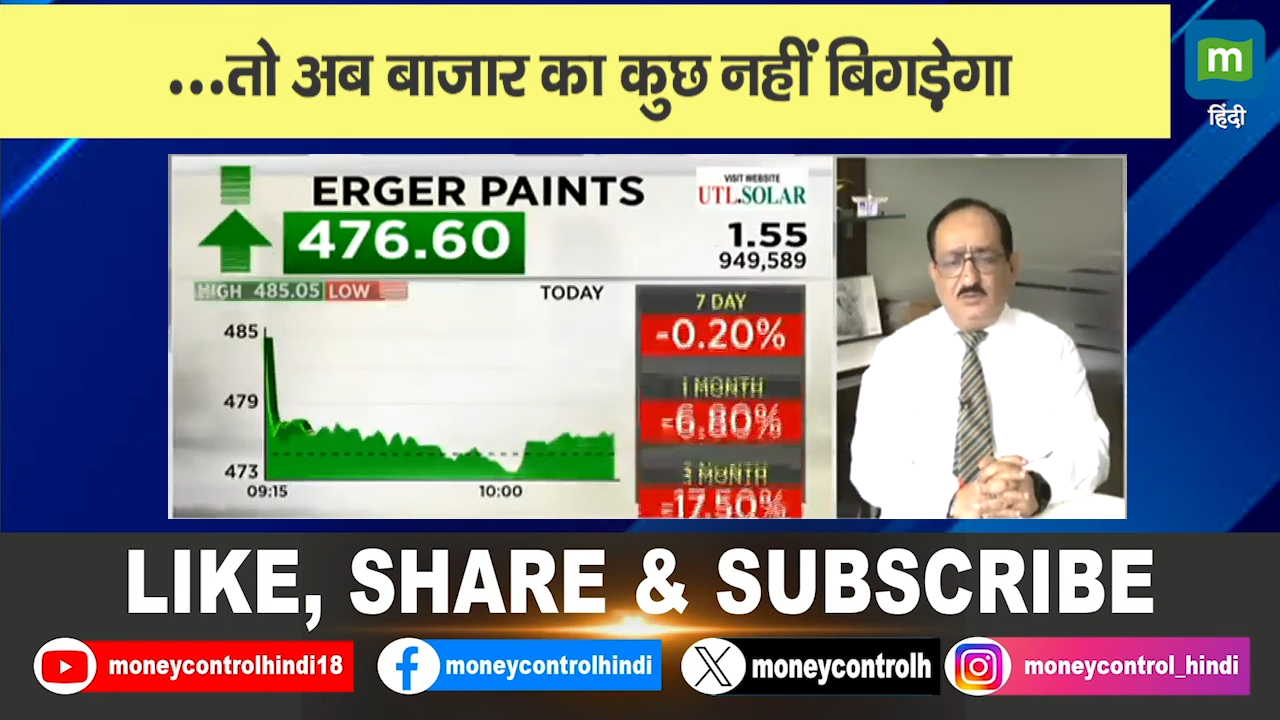 ...तो अब बाजार का कुछ नहीं बिगड़ेगा
m
हिंदी
ERGER PAINTS
476.60
VISIT WEBSITE
UTL.SOLAR
1.55
949,589
HIGH 485.05 LOW
TODAY
485
479
473
09:15 10:00
7 DAY
-0.20%
1 MONTH
-6.80%
MONTH
-17.50%
LIKE, SHARE & SUBSCRIBE
moneycontrolhindi18
moneycontrolhindi
moneycontrolh
moneycontrol_hindi